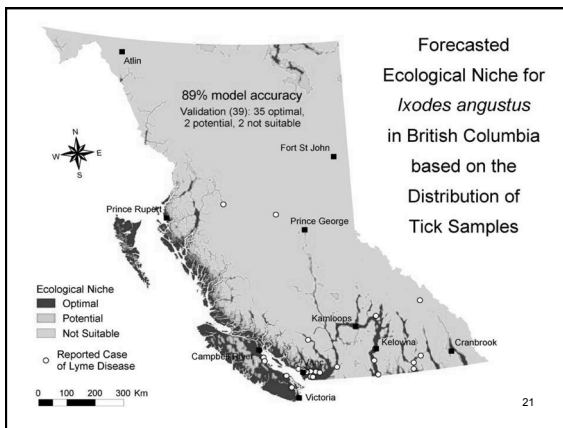 Forecasted
Ecological Niche for
Ixodes angustus
in British Columbia
based on the
Distribution of
Tick Samples
Atlin
89% model accuracy
Validation (39): 35 optimal,
2 potential, 2 not suitable
N
W E
S
Fort St John
Prince Rupert
Prince George
Ecological Niche
Optimal
Potential
Not Suitable
Reported Case
of Lyme Disease
Kamloops
Campbell River
Kelowna
Cranbrook
Victoria
0 50 100 200 300 Km
21